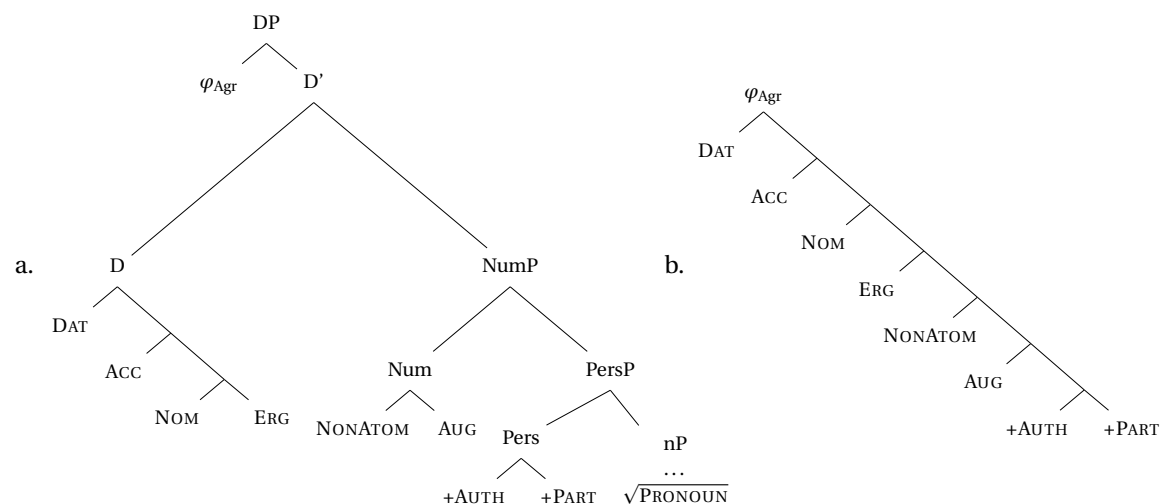 DP
φAgr D'
a. D NumP
DAT
ACC
NOM ERG
Num PersP
NONATOM AUG
Pers nP
+AUTH +PART
...
√PRONOUN
b. φAgr
DAT
ACC
NOM
ERG
NONATOM
AUG
+AUTH +PART